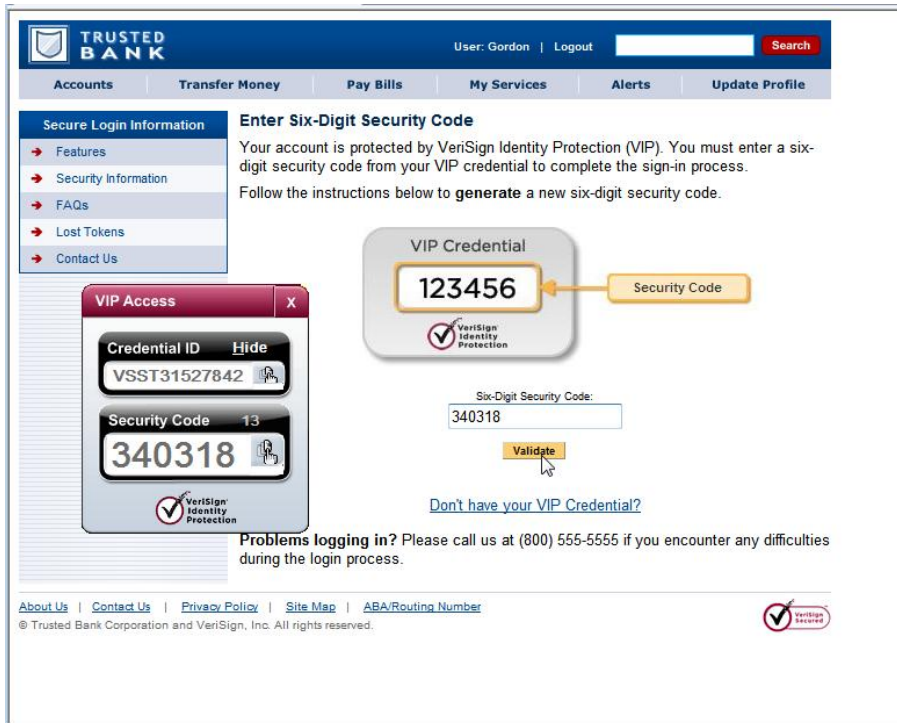 TRUSTED
BANK
User: Gordon | Logout
Search
Accounts Transfer Money Pay Bills My Services Alerts Update Profile
Secure Login Information
Features
Security Information
FAQs
Lost Tokens
Contact Us
Enter Six-Digit Security Code
Your account is protected by VeriSign Identity Protection (VIP). You must enter a six-
digit security code from your VIP credential to complete the sign-in process.
Follow the instructions below to generate a new six-digit security code.
VIP Credential
123456
Security Code
VeriSign
Identity
Protection
VIP Access X
Credential ID Hide
VSST31527842
Security Code 13
340318
VeriSign
Identity
Protection
Six-Digit Security Code:
340318
Validate
Don't have your VIP Credential?
Problems logging in? Please call us at (800) 555-5555 if you encounter any difficulties
during the login process.
About Us | Contact Us | Privacy Policy | Site Map | ABA/Routing Number
© Trusted Bank Corporation and VeriSign, Inc. All rights reserved.
VeriSign
Secured